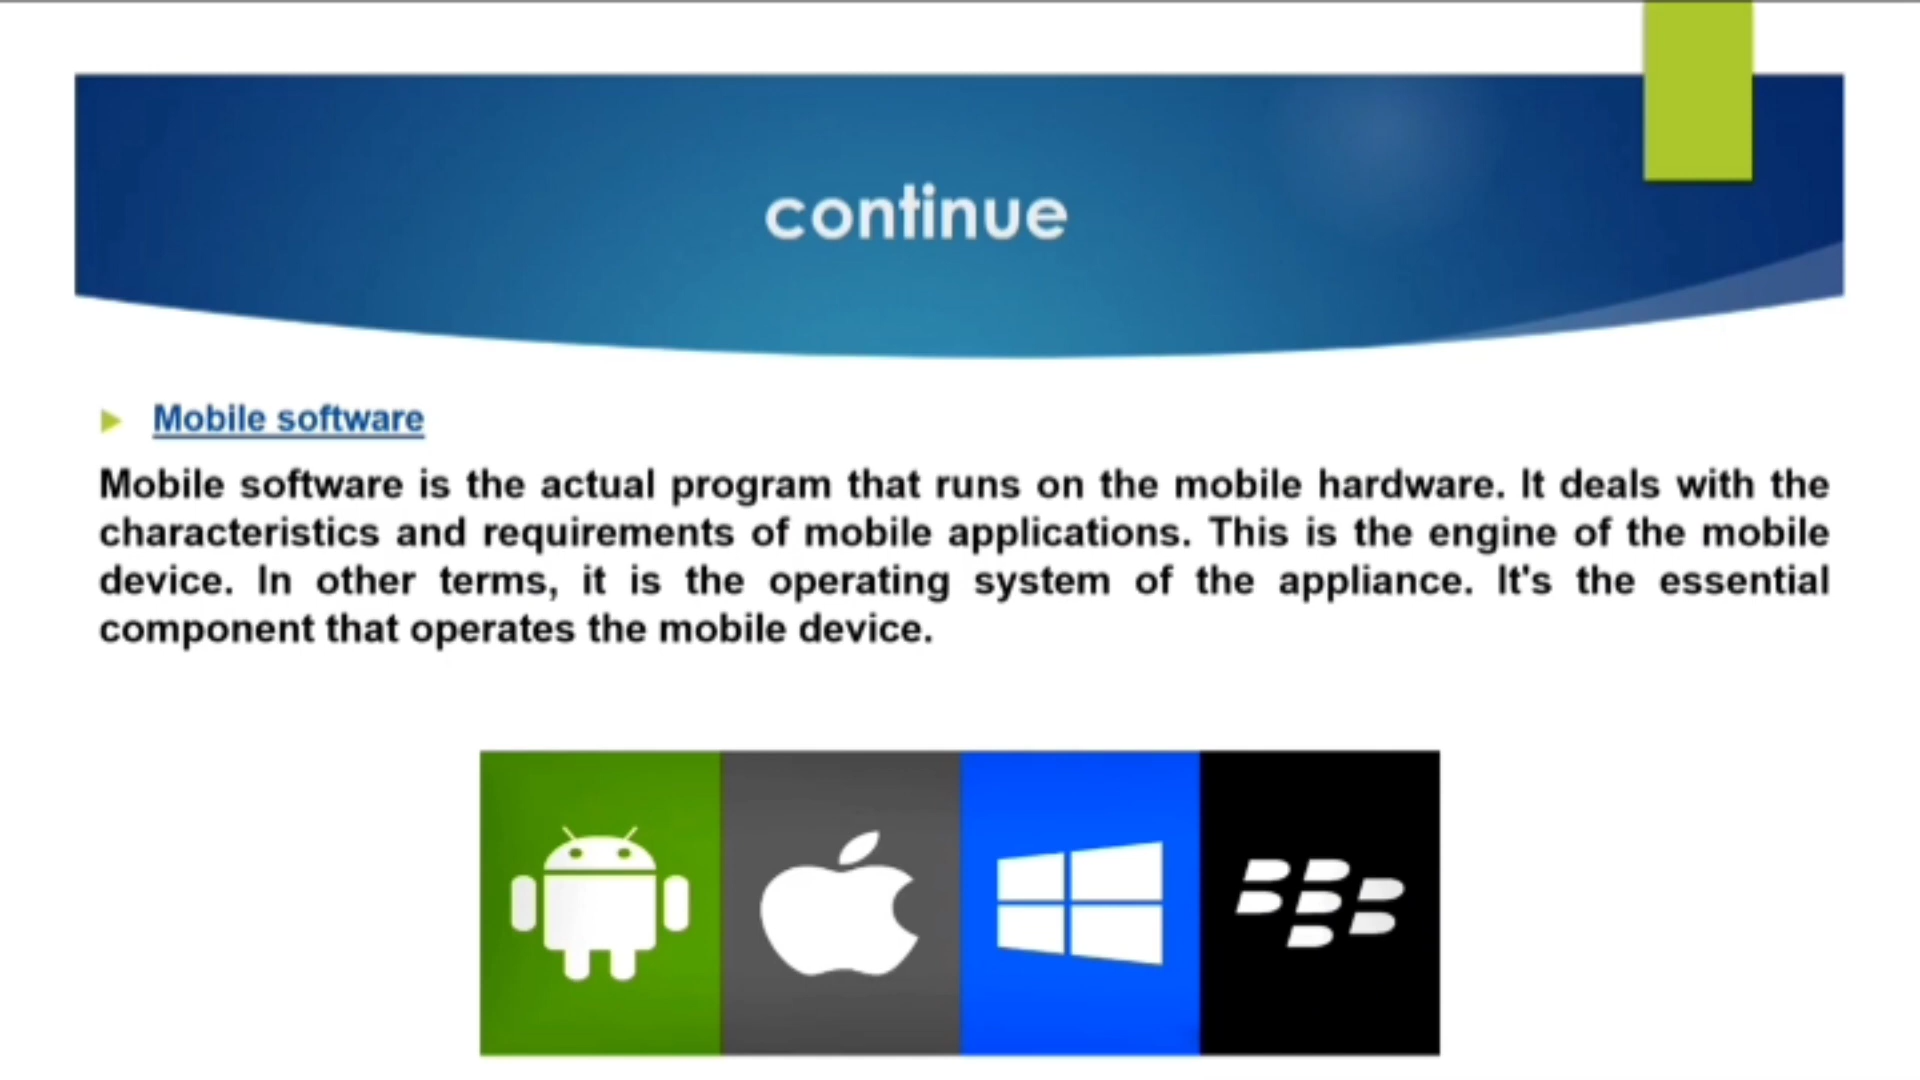 continue
Mobile software
Mobile software is the actual program that runs on the mobile hardware. It deals with the
characteristics and requirements of mobile applications. This is the engine of the mobile
device. In other terms, it is the operating system of the appliance. It's the essential
component that operates the mobile device.